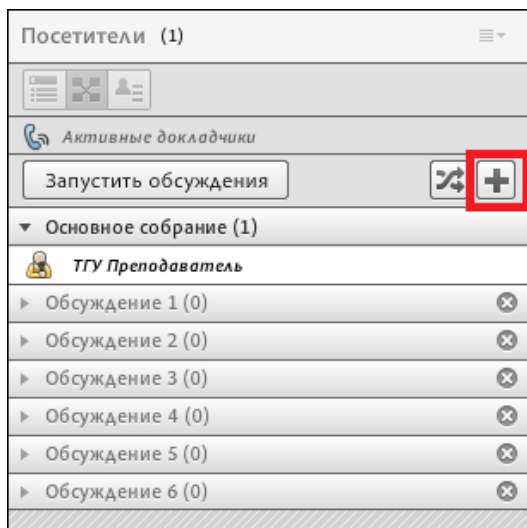 Посетители (1)
Активные докладчики
Запустить обсуждения
Основное собрание (1)
ТГУ Преподаватель
Обсуждение 1 (0)
Обсуждение 2 (0)
Обсуждение 3 (0)
Обсуждение 4 (0)
Обсуждение 5 (0)
Обсуждение 6 (0)